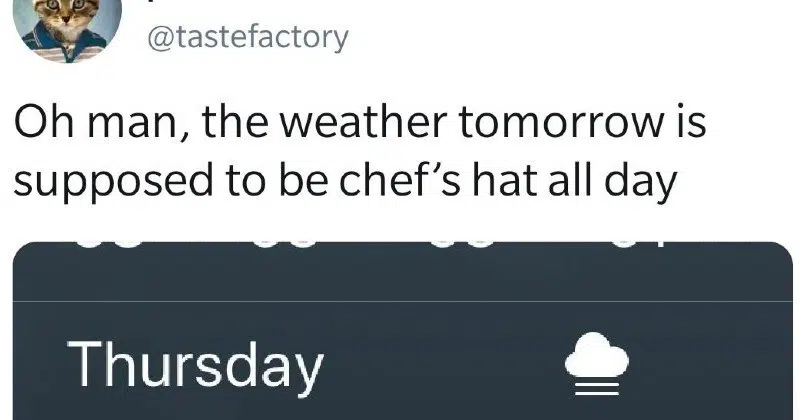 @tastefactory
Oh man, the weather tomorrow is
supposed to be chef's hat all day
Thursday